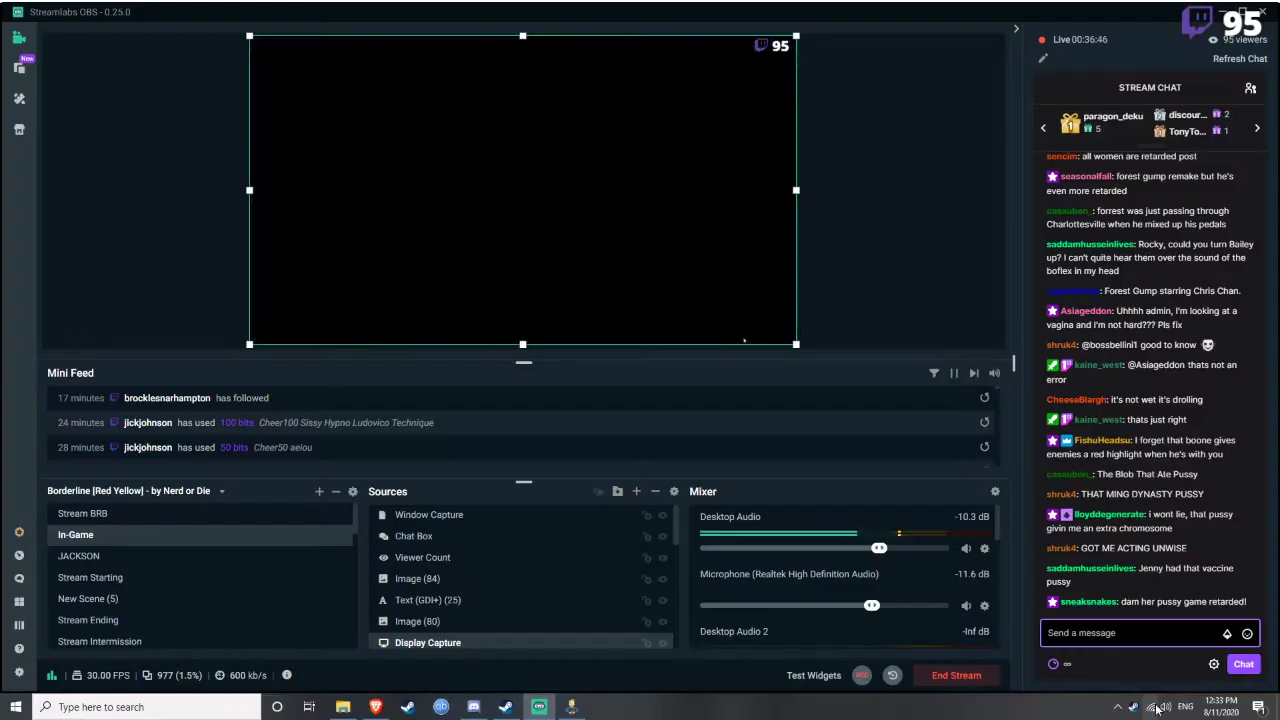 Streamlabs OBS - 0.25.0
95
Live 00:36:46
95 viewers
Refresh Chat
New
95
STREAM CHAT
paragon_deku
5
discour... 2
TonyTo... 1
sencim: all women are retarded post
seasonalfall: forest gump remake but he's
even more retarded
casaubon_: forrest was just passing through
Charlottesville when he mixed up his pedals
saddamhusseinlives: Rocky, could you turn Bailey
up? I can't quite hear them over the sound of the
boflex in my head
: Forest Gump starring Chris Chan.
Asiageddon: Uhhhh admin, I'm looking at a
vagina and I'm not hard??? Pls fix
shruk4: @bossbellini1 good to know
kaine_west: @Asiageddon thats not an
error
CheeseBlargh: it's not wet it's drolling
kaine_west: thats just right
FishuHeadsu: I forget that boone gives
enemies a red highlight when he's with you
casaubon_: The Blob That Ate Pussy
shruk4: THAT MING DYNASTY PUSSY
lloyddegenerate: i wont lie, that pussy
givin me an extra chromosome
shruk4: GOT ME ACTING UNWISE
saddamhusseinlives: Jenny had that vaccine
pussy
sneaksnakes: dam her pussy game retarded!
Send a message
Chat
Mini Feed
17 minutes brocklesnarhampton has followed
24 minutes jickjohnson has used 100 bits Cheer100 Sissy Hypno Ludovico Technique
28 minutes jickjohnson has used 50 bits Cheer50 aeiou
Borderline [Red Yellow] - by Nerd or Die
Stream BRB
In-Game
JACKSON
Stream Starting
New Scene (5)
Stream Ending
Stream Intermission
Sources
Window Capture
Chat Box
Viewer Count
Image (84)
Text (GDI+) (25)
Image (80)
Display Capture
Mixer
Desktop Audio -10.3 dB
Microphone (Realtek High Definition Audio) -11.6 dB
Desktop Audio 2 -Inf dB
30.00 FPS 977 (1.5%) 600 kb/s
Test Widgets
REC
End Stream
Type here to search
ENG
12:33 PM
8/11/2020